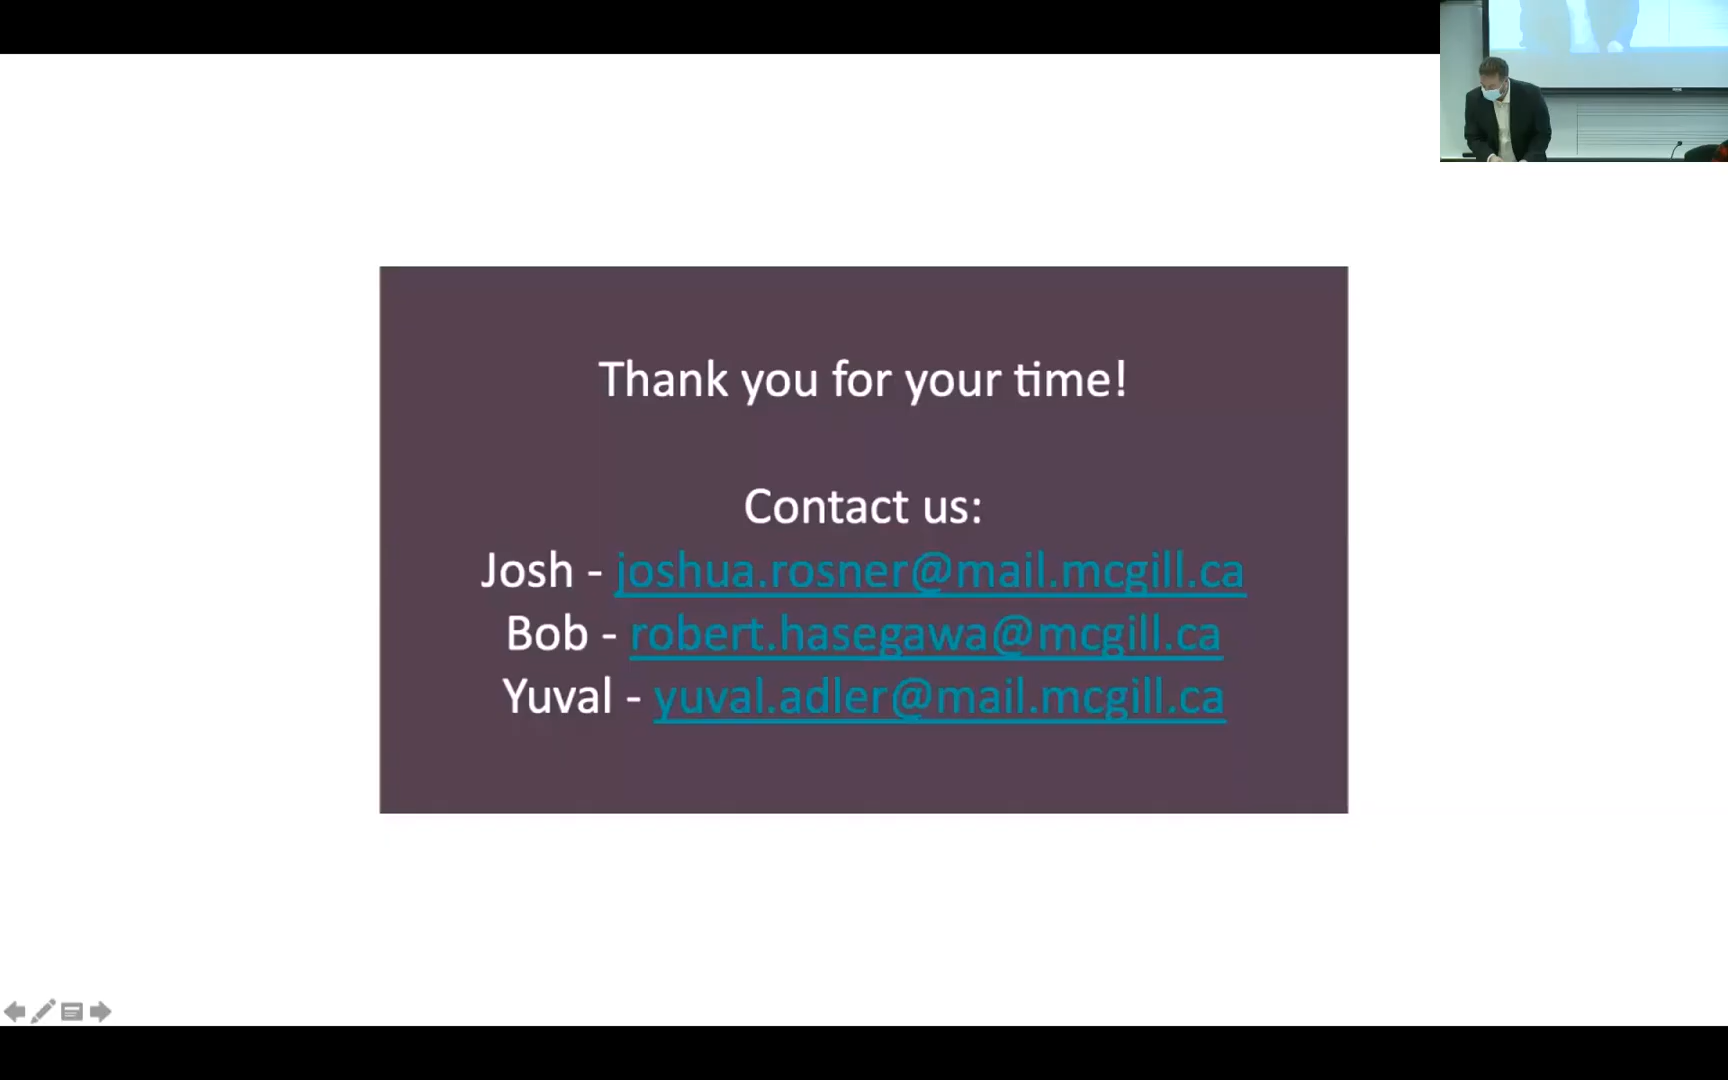 Thank you for your time!
Contact us:
Josh - joshua.rosner@mail.mcgill.ca
Bob - robert.hasegawa@mcgill.ca
Yuval - yuval.adler@mail.mcgill.ca